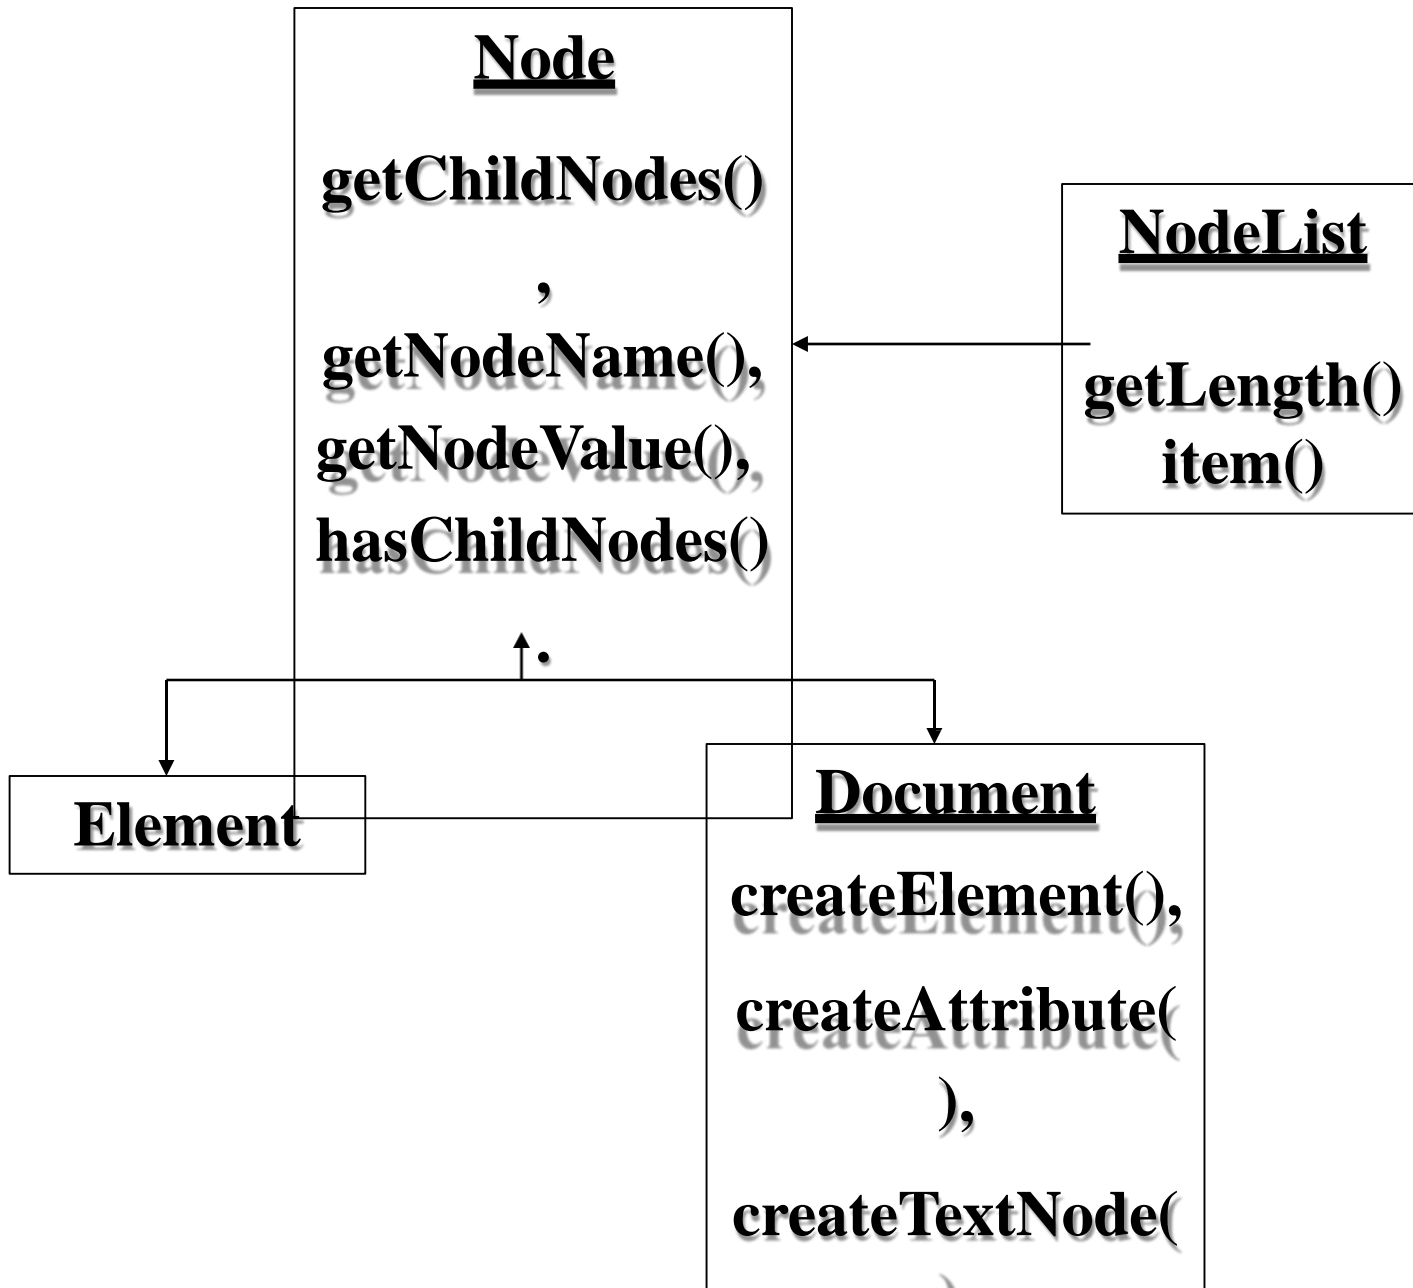 Node
getChildNodes()
,
getNodeName(),
getNodeValue(),
hasChildNodes()
.
NodeList
getLength()
item()
Element
Document
createElement(),
createAttribute(
),
createTextNode(
)